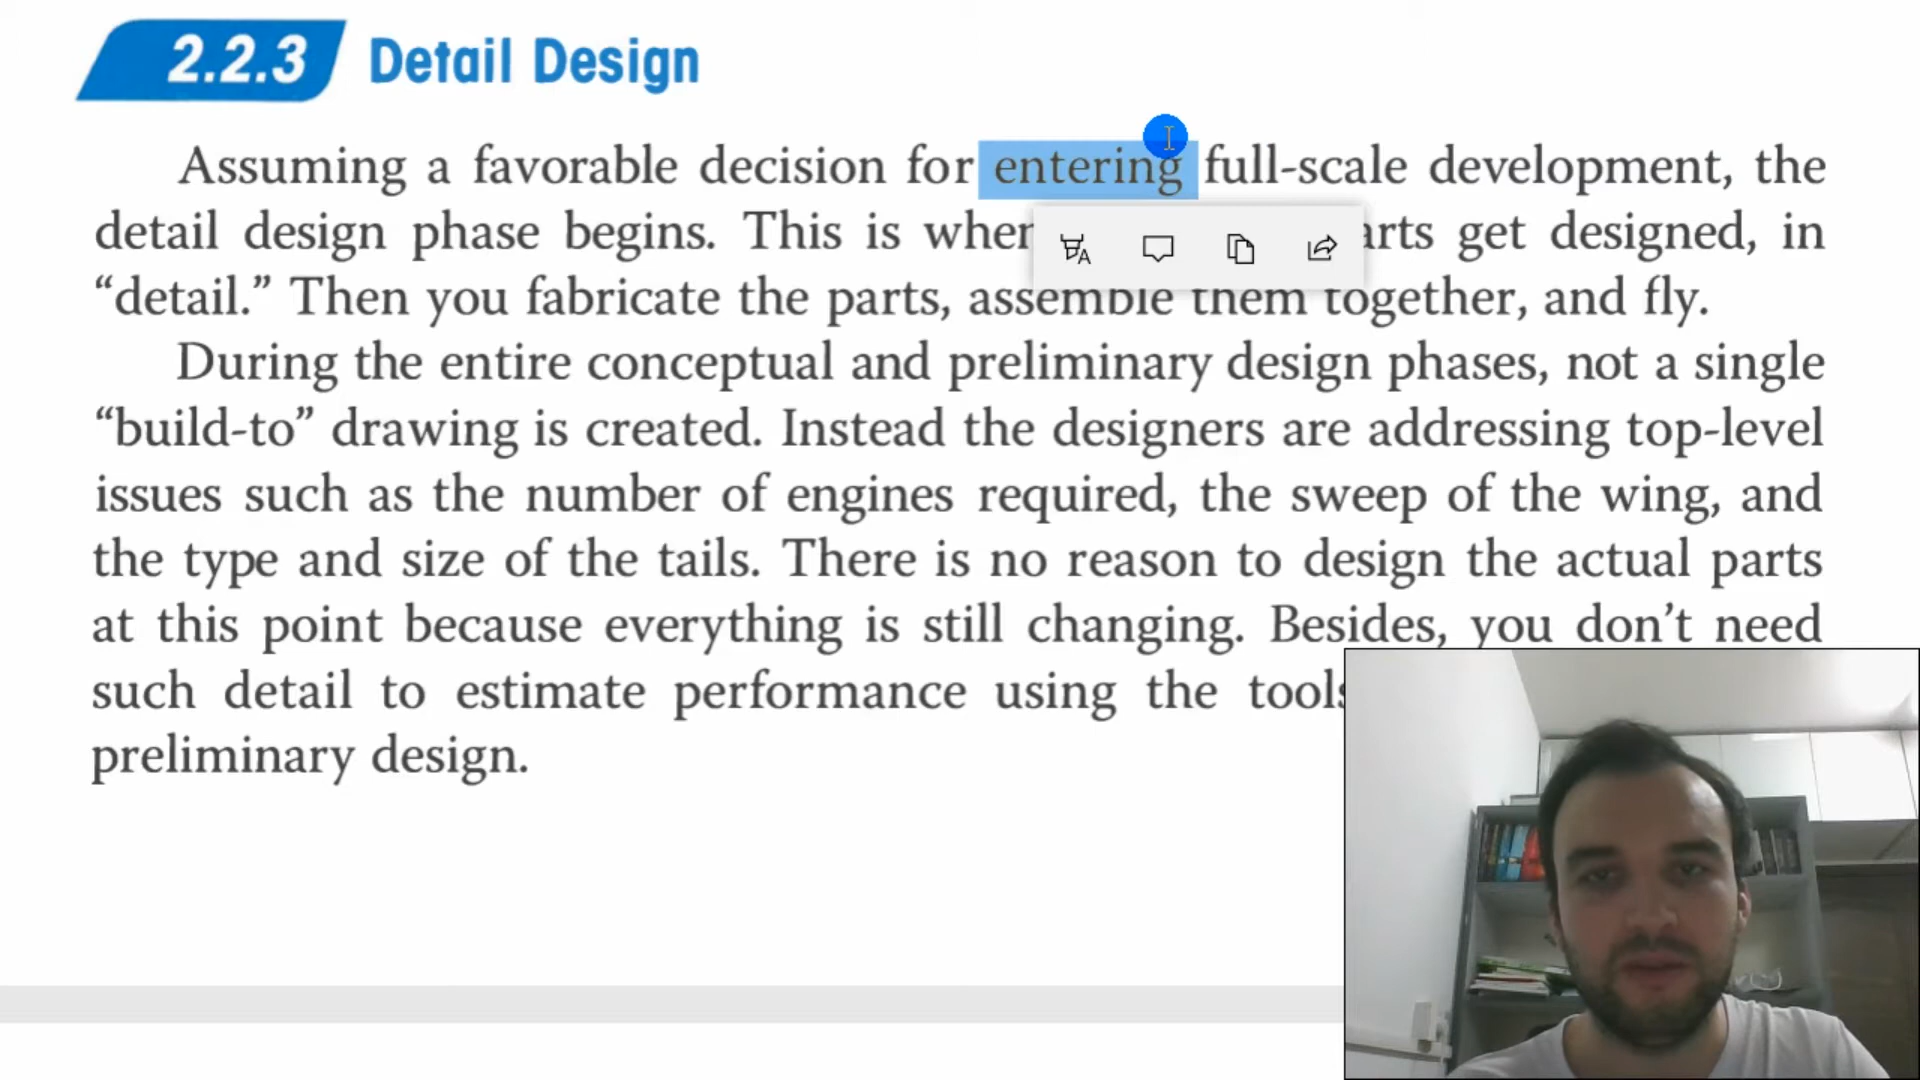 2.2.3 Detail Design
Assuming a favorable decision for entering full-scale development, the
detail design phase begins. This is arts get designed, in
“detail.” Then you fabricate the parts, assemble them together, and fly.
During the entire conceptual and preliminary design phases, not a single
“build-to” drawing is created. Instead the designers are addressing top-level
issues such as the number of engines required, the sweep of the wing, and
the type and size of the tails. There is no reason to design the actual parts
at this point because everything is still changing. Besides, you don’t need
such detail to estimate performance using the tools
preliminary design.